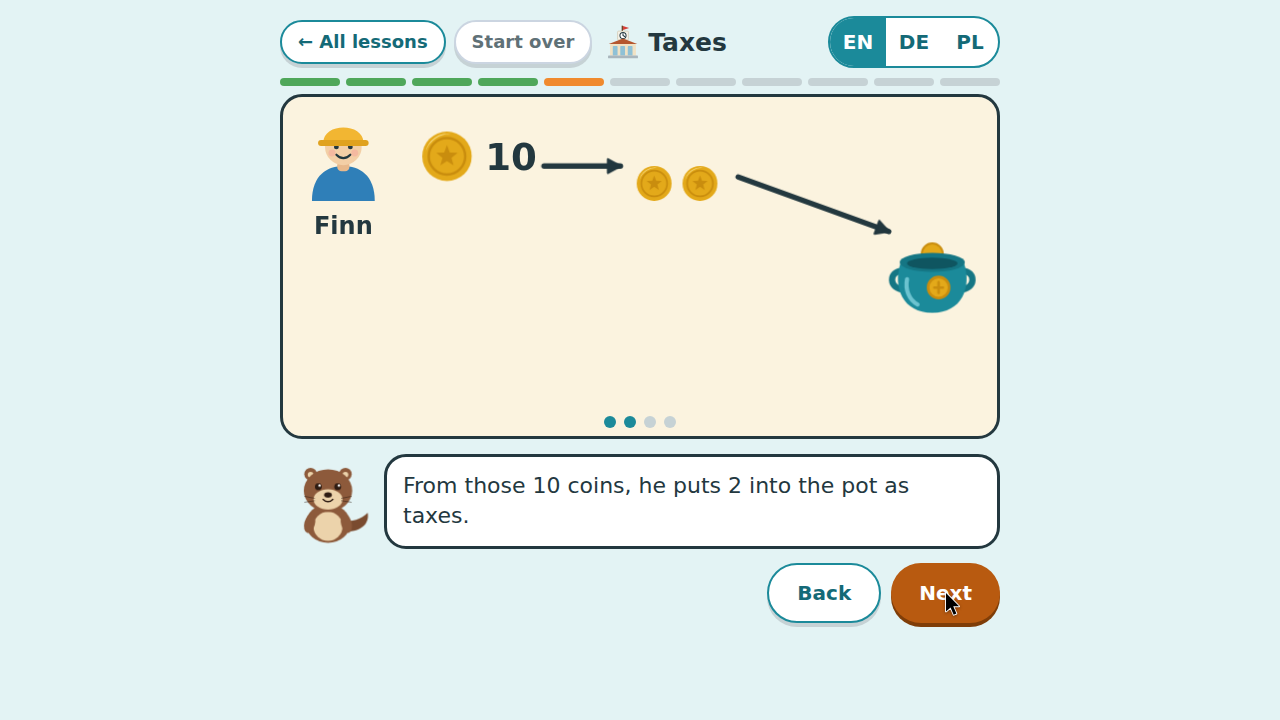 ← All lessons
Start over
Taxes
EN DE PL
10
Finn
From those 10 coins, he puts 2 into the pot as
taxes.
Back
Next